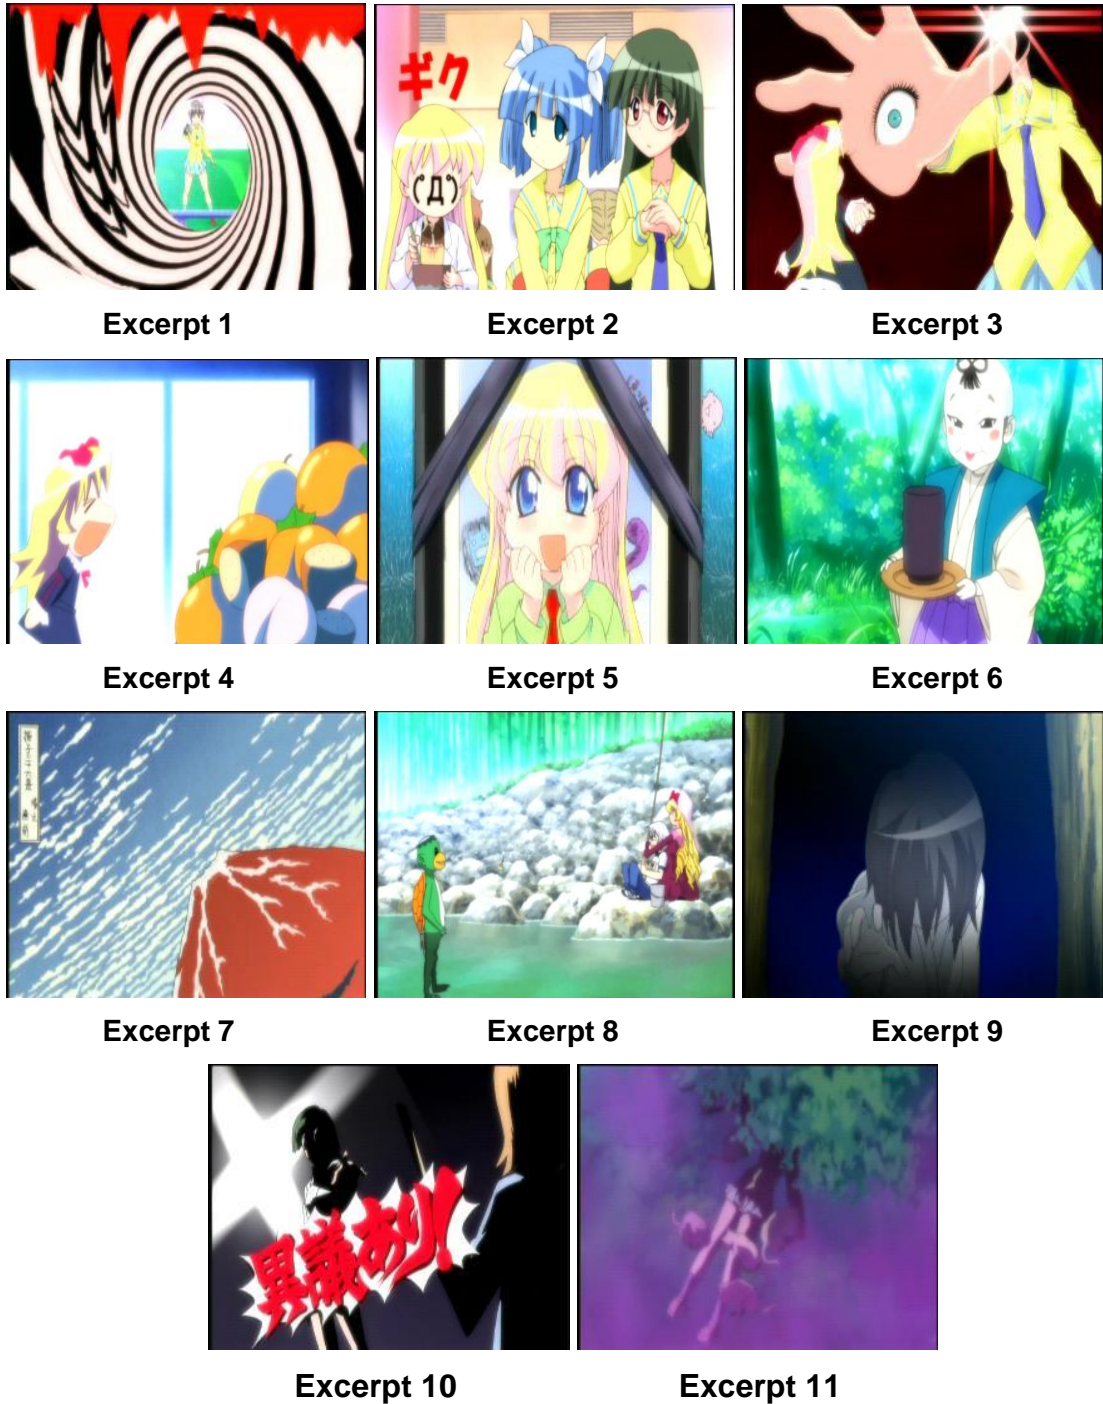 ギク
(゚Д゚)
Excerpt 1
Excerpt 2
Excerpt 3
Excerpt 4
Excerpt 5
Excerpt 6
Excerpt 7
Excerpt 8
Excerpt 9
異議あり!
Excerpt 10
Excerpt 11